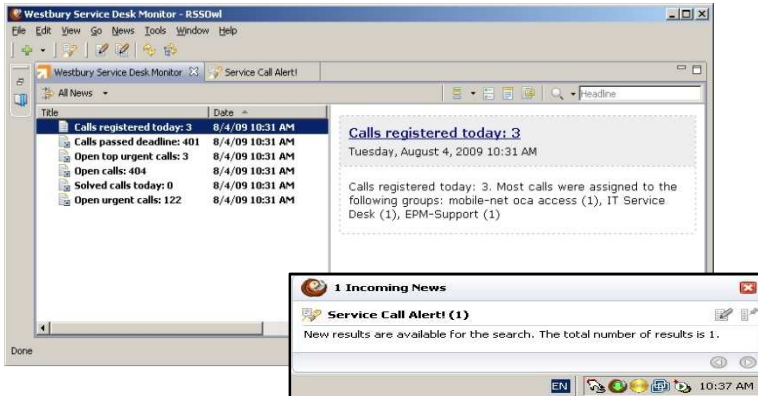 Westbury Service Desk Monitor - RSSOwl
File Edit View Go News Tools Window Help
Westbury Service Desk Monitor Service Call Alert!
All News Headline
Title Date
Calls registered today: 3 8/4/09 10:31 AM
Calls passed deadline: 401 8/4/09 10:31 AM
Open top urgent calls: 3 8/4/09 10:31 AM
Open calls: 404 8/4/09 10:31 AM
Solved calls today: 0 8/4/09 10:31 AM
Open urgent calls: 122 8/4/09 10:31 AM
Calls registered today: 3
Tuesday, August 4, 2009 10:31 AM
Calls registered today: 3. Most calls were assigned to the
following groups: mobile-net oca access (1), IT Service
Desk (1), EPM-Support (1)
Done
1 Incoming News
Service Call Alert! (1)
New results are available for the search. The total number of results is 1.
EN 10:37 AM